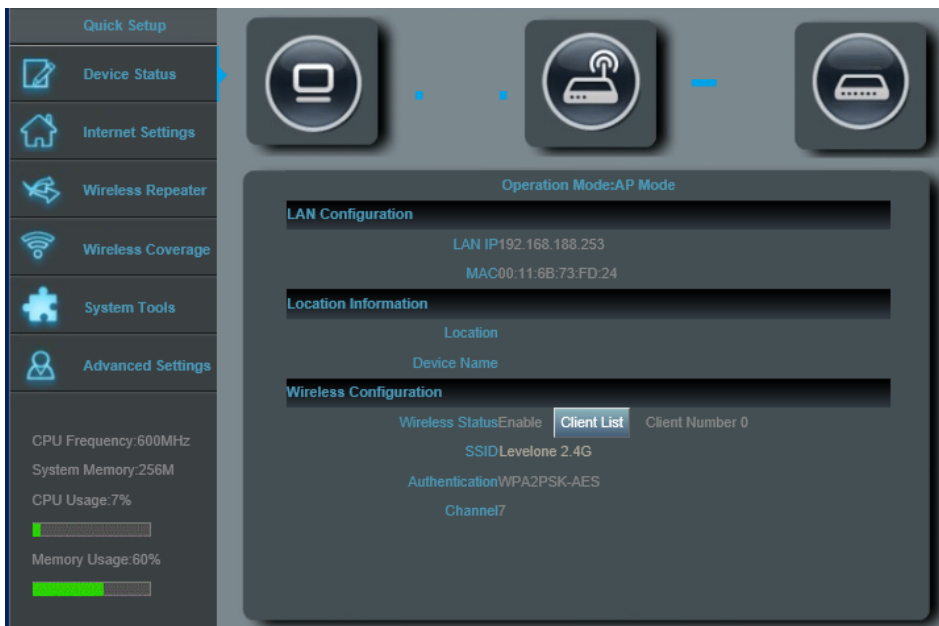 Quick Setup
Device Status
Internet Settings
Wireless Repeater
Wireless Coverage
System Tools
Advanced Settings
CPU Frequency:600MHz
System Memory:256M
CPU Usage:7%
Memory Usage:60%
Operation Mode:AP Mode
LAN Configuration
LAN IP192.168.188.253
MAC00:11:6B:73:FD:24
Location Information
Location
Device Name
Wireless Configuration
Wireless StatusEnable Client List Client Number 0
SSIDLevelone 2.4G
AuthenticationWPA2PSK-AES
Channel7